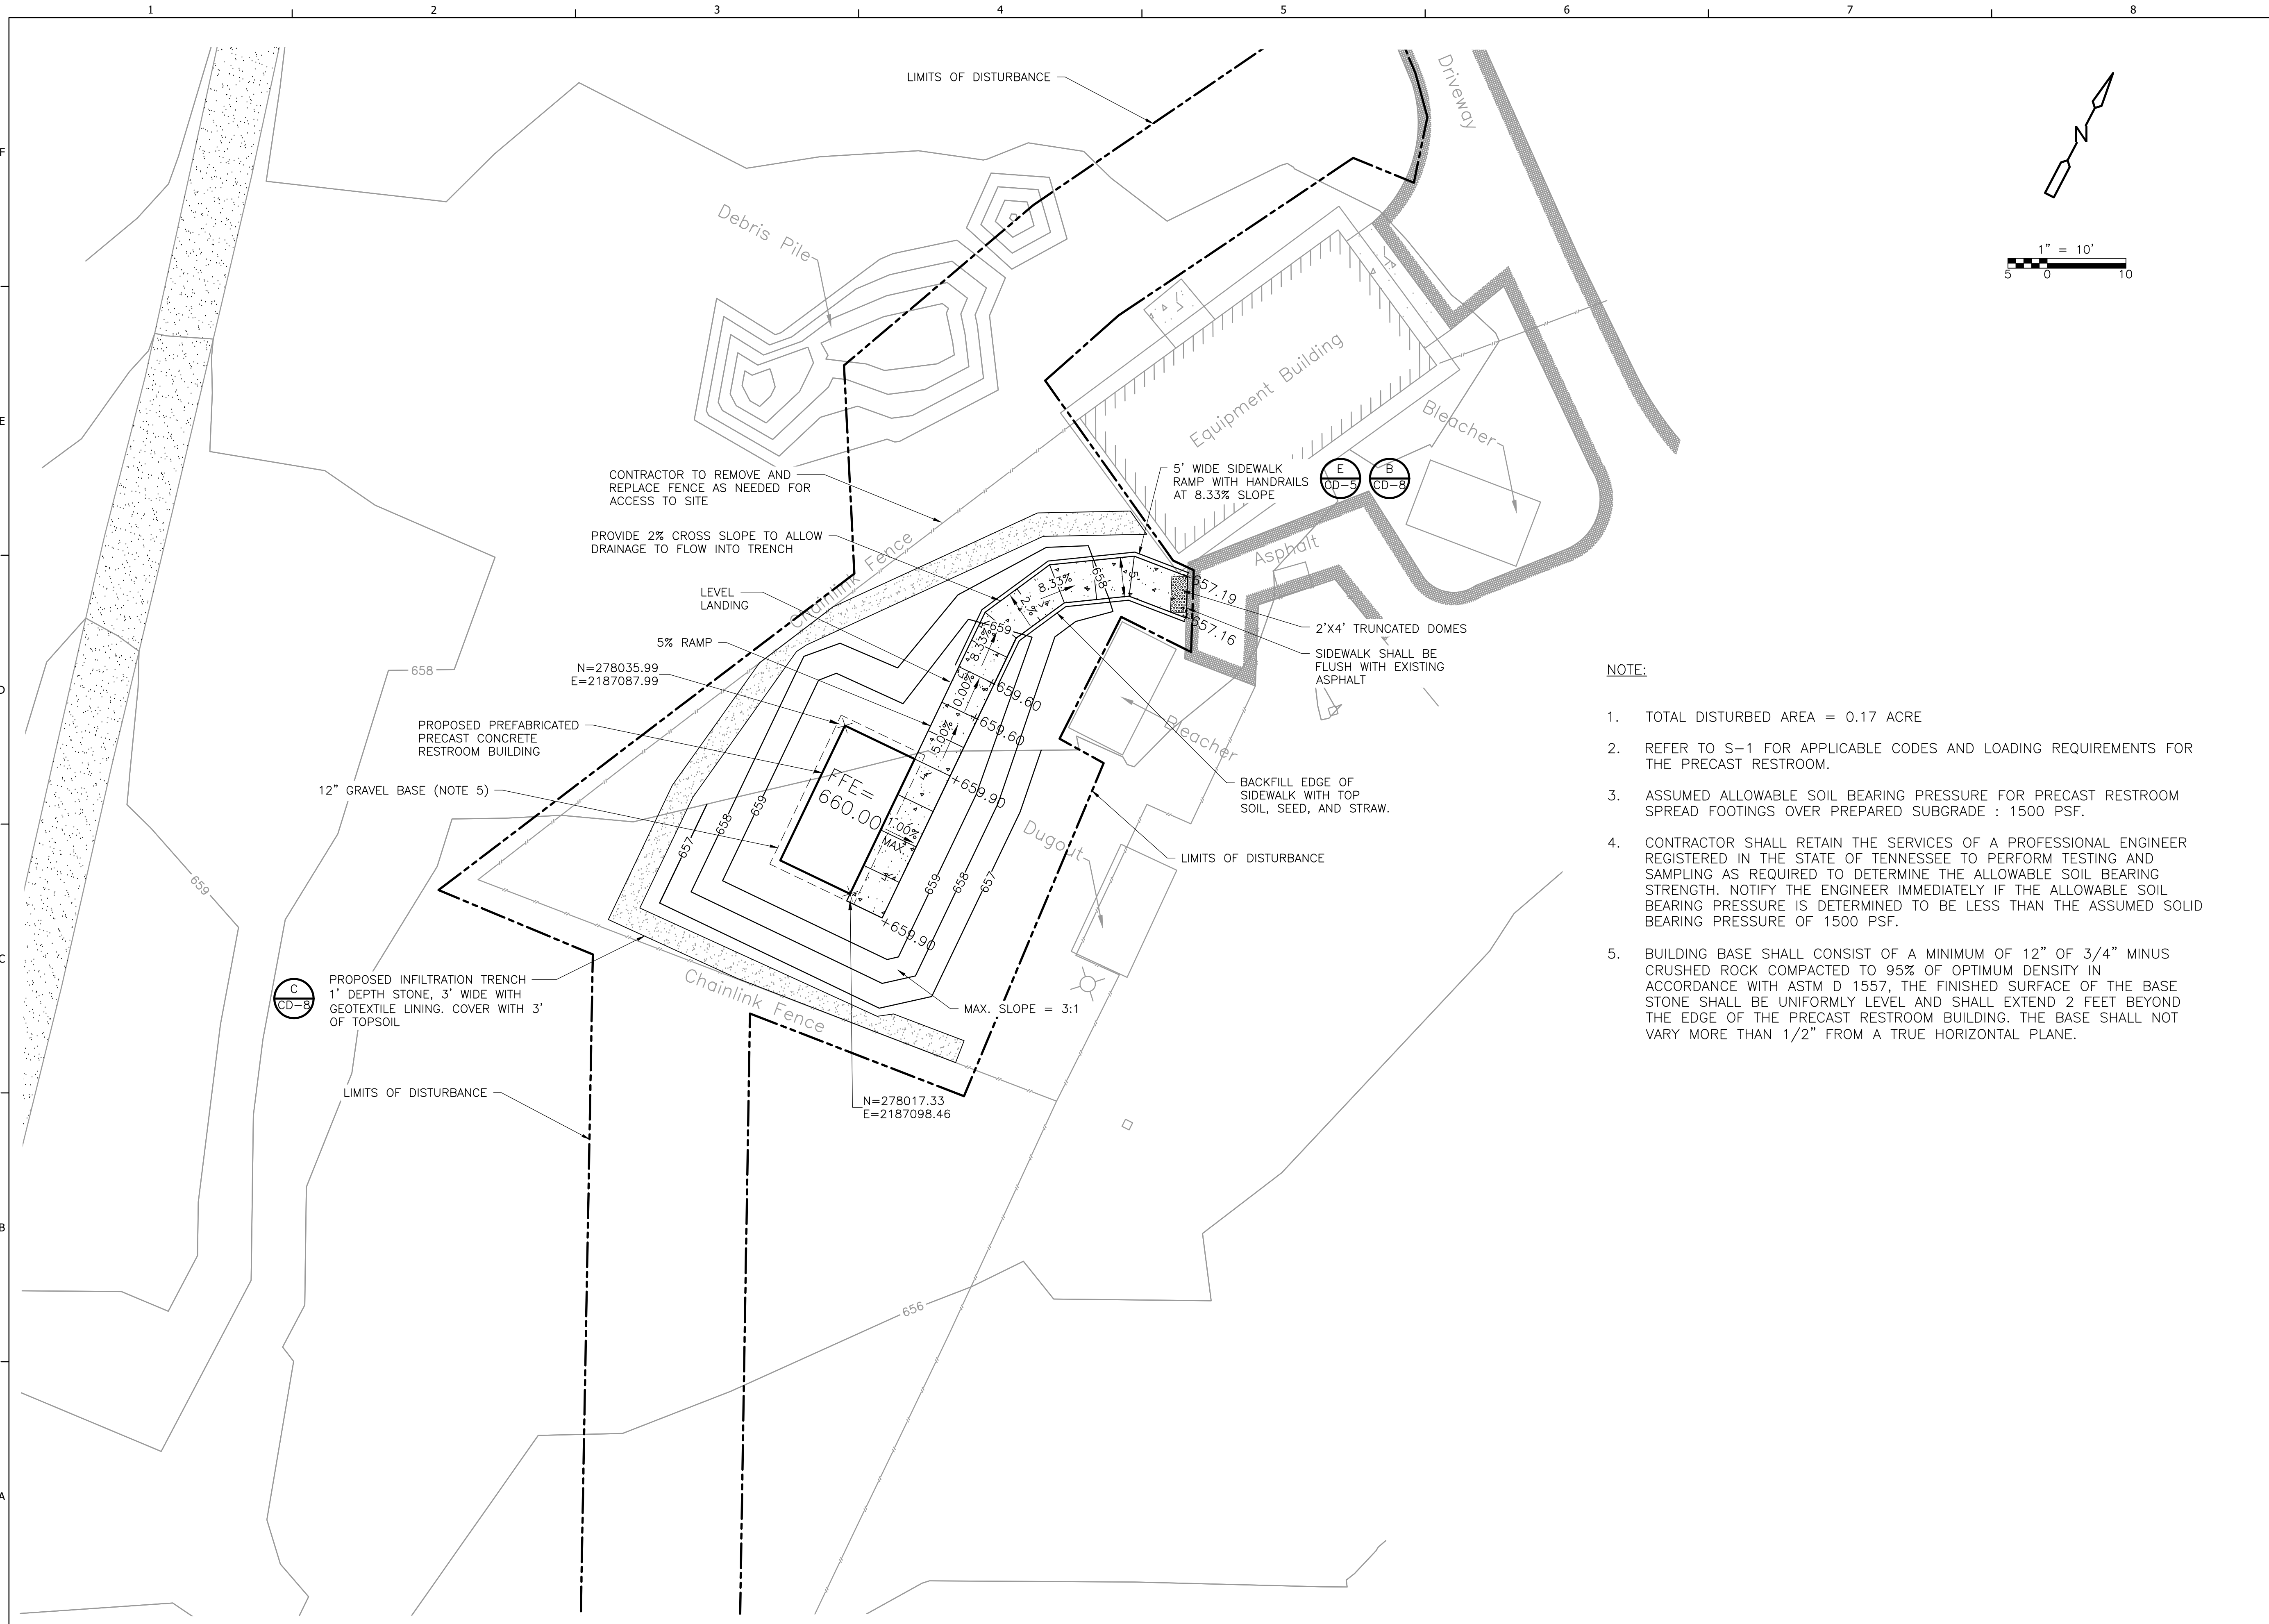 1 2 3 4 5 6 7 8
F
E
D
C
B
A
LIMITS OF DISTURBANCE
Driveway
N
1" = 10'
5 0 10
Debris Pile
Equipment Building
Bleacher
CONTRACTOR TO REMOVE AND
REPLACE FENCE AS NEEDED FOR
ACCESS TO SITE
5' WIDE SIDEWALK
RAMP WITH HANDRAILS
AT 8.33% SLOPE
E
CD-5
B
CD-8
PROVIDE 2% CROSS SLOPE TO ALLOW
DRAINAGE TO FLOW INTO TRENCH
Chainlink Fence
Asphalt
LEVEL
LANDING
8.33%
2%
658
5'
657.19
+657.16
659
8.33%
5'
0.00%
+659.60
+659.60
5.00%
+659.90
5% RAMP
N=278035.99
E=2187087.99
658
2'X4' TRUNCATED DOMES
SIDEWALK SHALL BE
FLUSH WITH EXISTING
ASPHALT
Bleacher
PROPOSED PREFABRICATED
PRECAST CONCRETE
RESTROOM BUILDING
12" GRAVEL BASE (NOTE 5)
FFE=
660.00
1.00%
MAX.
657
658
659
659
658
657
+659.90
BACKFILL EDGE OF
SIDEWALK WITH TOP
SOIL, SEED, AND STRAW.
Dugout
LIMITS OF DISTURBANCE
659
C
CD-8
PROPOSED INFILTRATION TRENCH
1' DEPTH STONE, 3' WIDE WITH
GEOTEXTILE LINING. COVER WITH 3'
OF TOPSOIL
Chainlink Fence
MAX. SLOPE = 3:1
LIMITS OF DISTURBANCE
N=278017.33
E=2187098.46
656
NOTE:
1. TOTAL DISTURBED AREA = 0.17 ACRE
2. REFER TO S-1 FOR APPLICABLE CODES AND LOADING REQUIREMENTS FOR
THE PRECAST RESTROOM.
3. ASSUMED ALLOWABLE SOIL BEARING PRESSURE FOR PRECAST RESTROOM
SPREAD FOOTINGS OVER PREPARED SUBGRADE : 1500 PSF.
4. CONTRACTOR SHALL RETAIN THE SERVICES OF A PROFESSIONAL ENGINEER
REGISTERED IN THE STATE OF TENNESSEE TO PERFORM TESTING AND
SAMPLING AS REQUIRED TO DETERMINE THE ALLOWABLE SOIL BEARING
STRENGTH. NOTIFY THE ENGINEER IMMEDIATELY IF THE ALLOWABLE SOIL
BEARING PRESSURE IS DETERMINED TO BE LESS THAN THE ASSUMED SOLID
BEARING PRESSURE OF 1500 PSF.
5. BUILDING BASE SHALL CONSIST OF A MINIMUM OF 12" OF 3/4" MINUS
CRUSHED ROCK COMPACTED TO 95% OF OPTIMUM DENSITY IN
ACCORDANCE WITH ASTM D 1557, THE FINISHED SURFACE OF THE BASE
STONE SHALL BE UNIFORMLY LEVEL AND SHALL EXTEND 2 FEET BEYOND
THE EDGE OF THE PRECAST RESTROOM BUILDING. THE BASE SHALL NOT
VARY MORE THAN 1/2" FROM A TRUE HORIZONTAL PLANE.